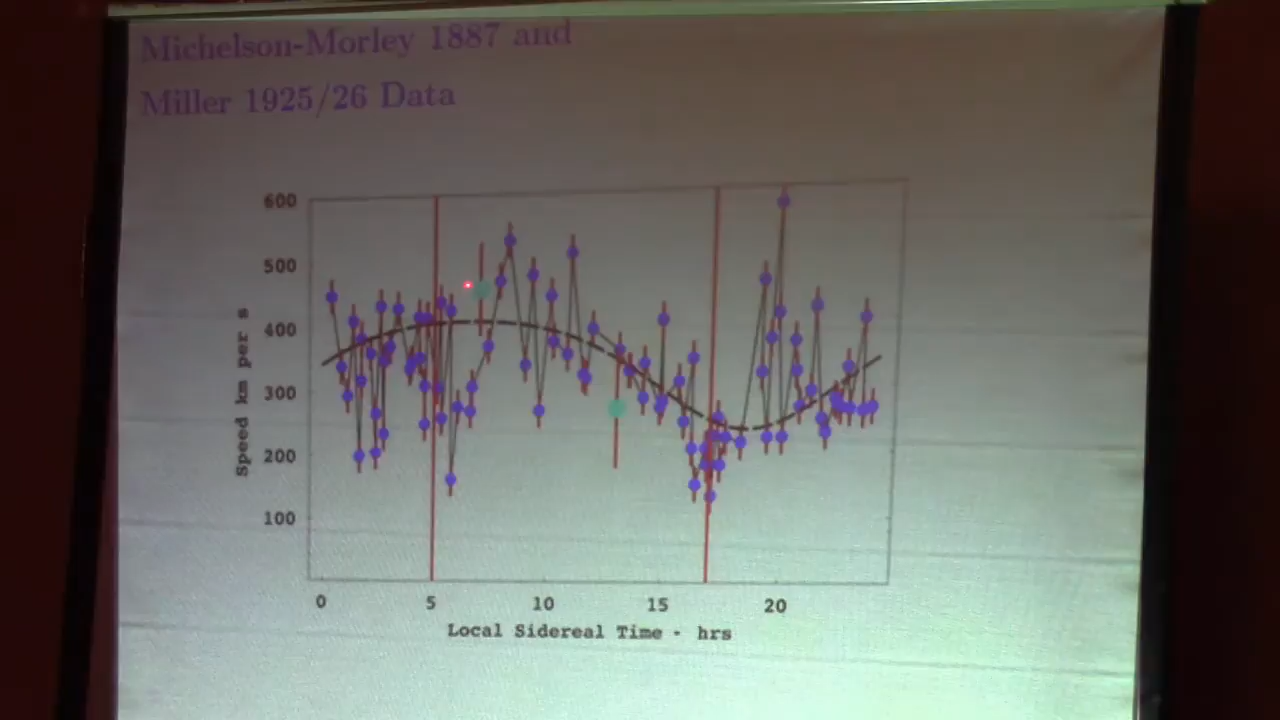 Michelson-Morley 1887 and
Miller 1925/26 Data
600
500
400
300
200
100
Speed km per s
0 5 10 15 20
Local Sidereal Time - hrs